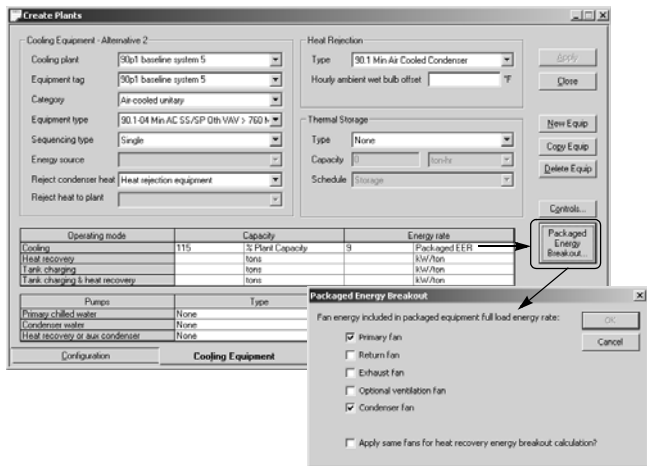 Create Plants
Cooling Equipment - Alternative 2
Cooling plant 90p1 baseline system 5
Equipment tag 90p1 baseline system 5
Category Air-cooled unitary
Equipment type 90.1-04 Min AC SS/SP Oth VAV > 760 M
Sequencing type Single
Energy source
Reject condenser heat Heat rejection equipment
Reject heat to plant
Heat Rejection
Type 90.1 Min Air Cooled Condenser
Hourly ambient wet bulb offset °F
Thermal Storage
Type None
Capacity 0 ton-hr
Schedule Storage
Apply
Close
New Equip
Copy Equip
Delete Equip
Controls...
Packaged
Energy
Breakout...
Operating mode Capacity Energy rate
Cooling 115 % Plant Capacity 9 Packaged EER
Heat recovery tons kW/ton
Tank charging tons kW/ton
Tank charging & heat recovery tons kW/ton
Pumps Type
Primary chilled water None
Condenser water None
Heat recovery or aux condenser None
Configuration Cooling Equipment
Packaged Energy Breakout
Fan energy included in packaged equipment full load energy rate:
Primary fan
Return fan
Exhaust fan
Optional ventilation fan
Condenser fan
Apply same fans for heat recovery energy breakout calculation?
OK
Cancel